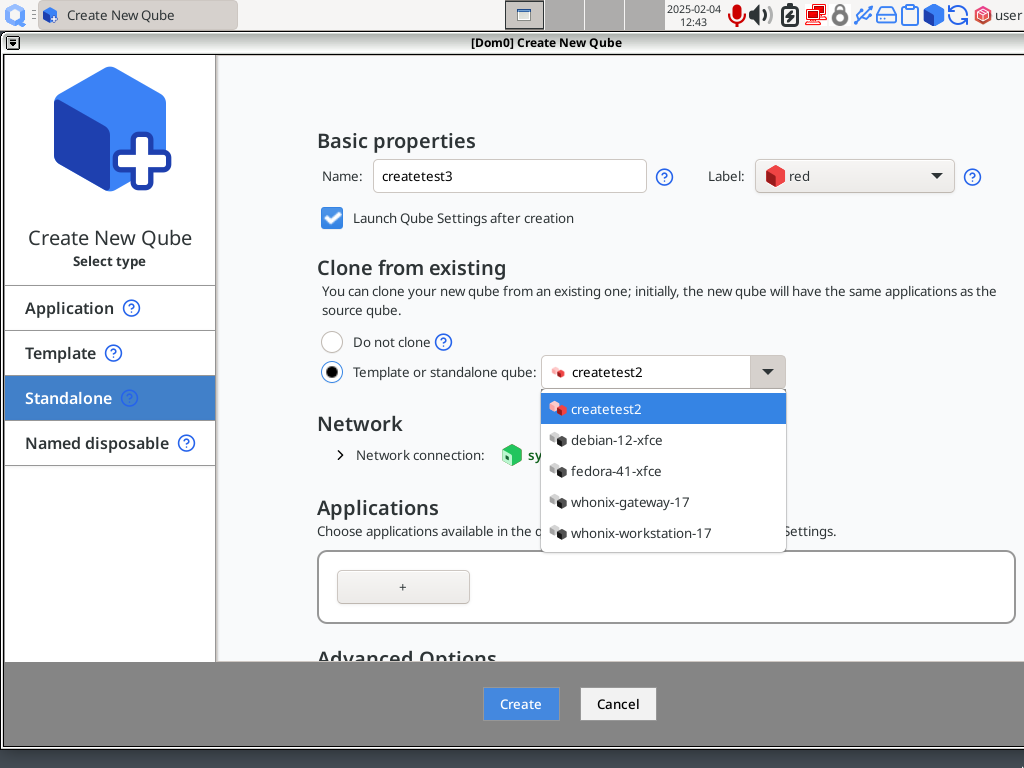 Create New Qube
2025-02-04
12:43
user
[Dom0] Create New Qube
Create New Qube
Select type
Application
Template
Standalone
Named disposable
Basic properties
Name: createtest3
Label: red
Launch Qube Settings after creation
Clone from existing
You can clone your new qube from an existing one; initially, the new qube will have the same applications as the
source qube.
Do not clone
Template or standalone qube: createtest2
createtest2
debian-12-xfce
fedora-41-xfce
whonix-gateway-17
whonix-workstation-17
Network
Network connection: sy
Applications
Choose applications available in the Settings.
+
Advanced Options
Create
Cancel